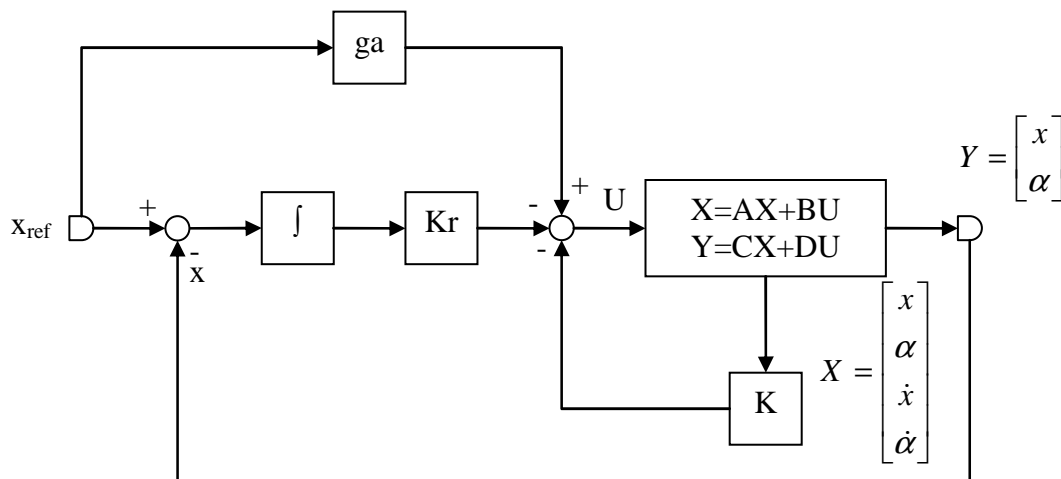 ga
Y = [x α]
U
+
X=AX+BU
Y=CX+DU
x_ref
+
-
x
∫
Kr
-
-
X = [x α ẋ α̇]
K